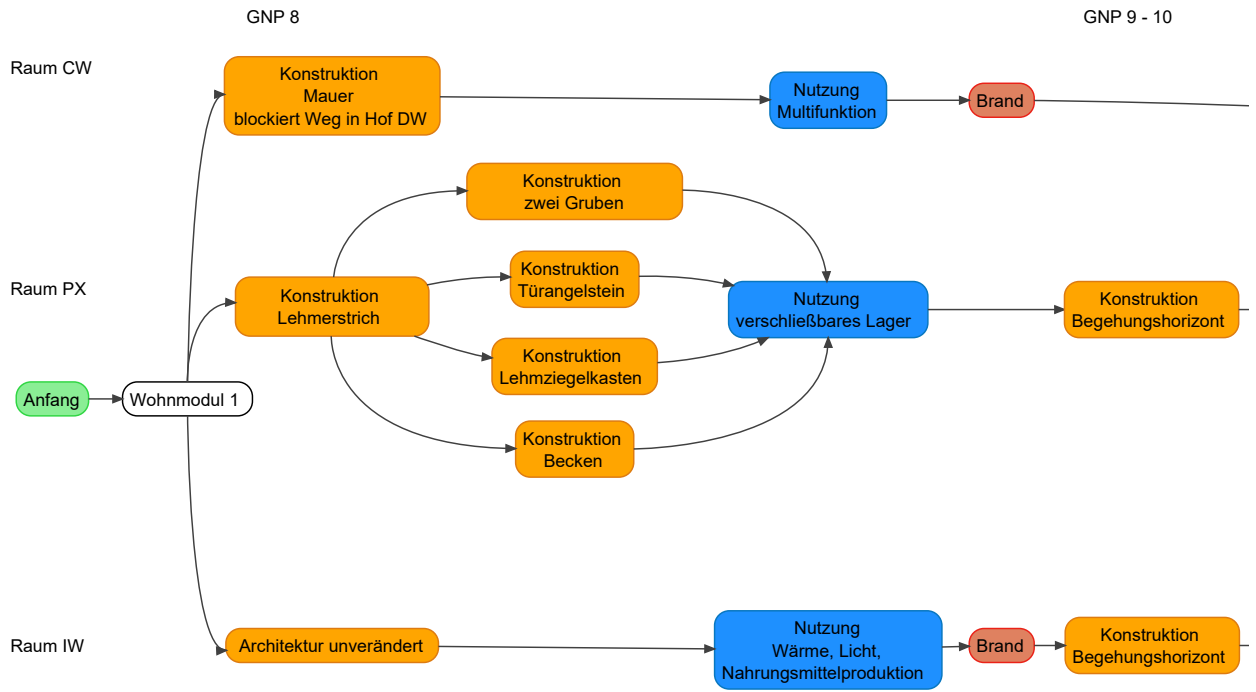 GNP 8
GNP 9 - 10
Raum CW
Konstruktion
Mauer
blockiert Weg in Hof DW
Nutzung
Multifunktion
Brand
Konstruktion
zwei Gruben
Raum PX
Konstruktion
Lehmerstrich
Konstruktion
Türangelstein
Konstruktion
Lehmziegelkasten
Konstruktion
Becken
Nutzung
verschließbares Lager
Konstruktion
Begehungshorizont
Anfang
Wohnmodul 1
Raum IW
Architektur unverändert
Nutzung
Wärme, Licht,
Nahrungsmittelproduktion
Brand
Konstruktion
Begehungshorizont